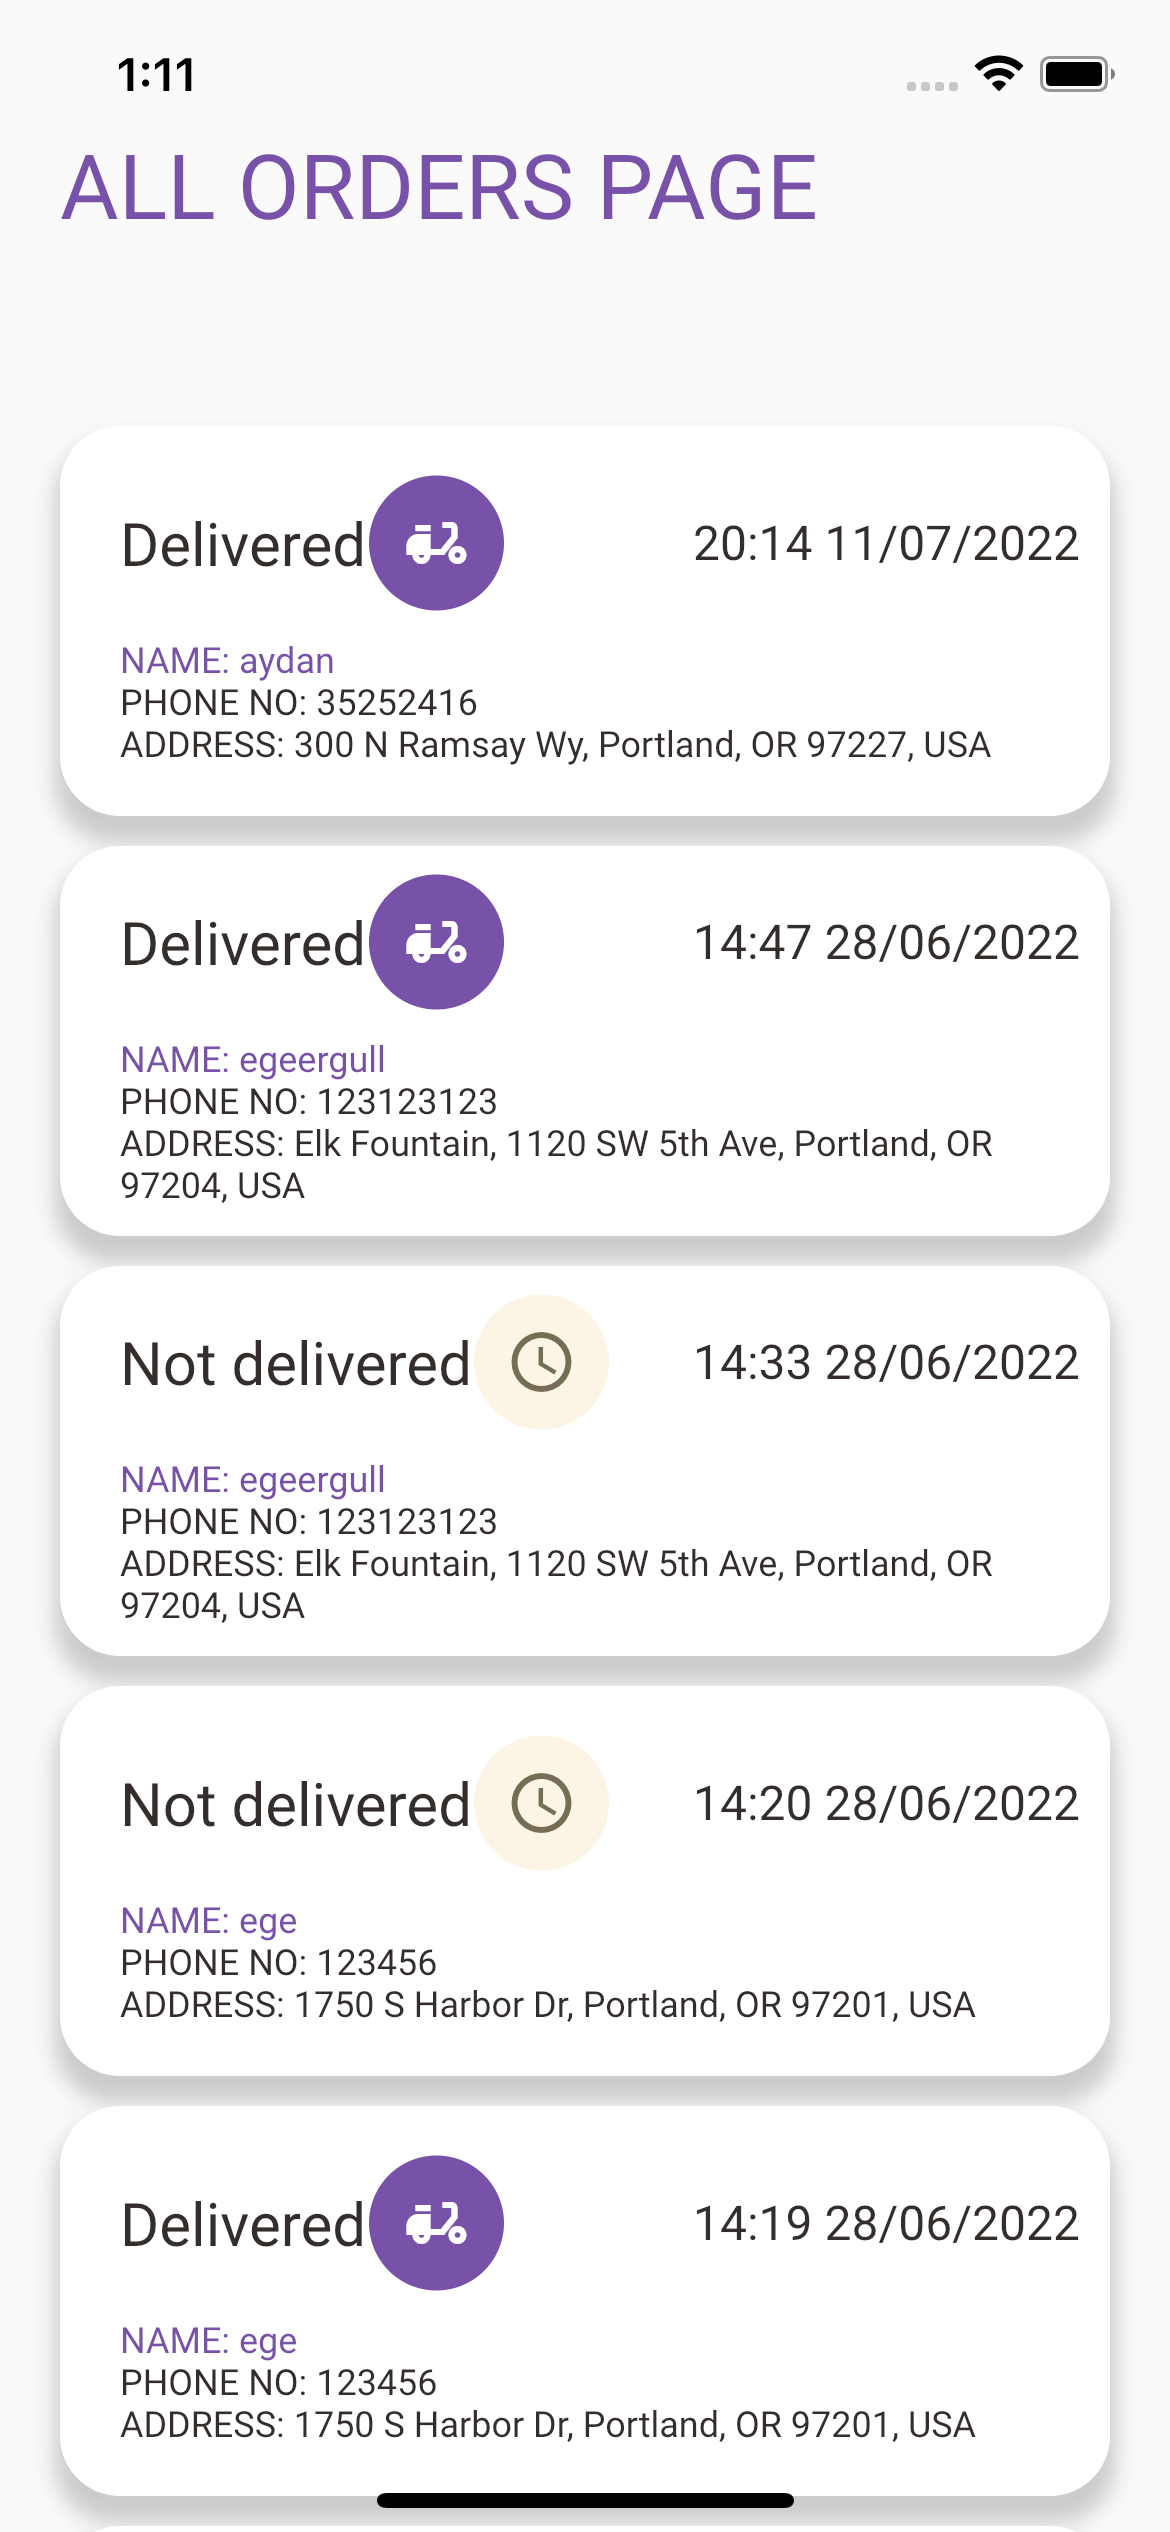 1:11
ALL ORDERS PAGE
Delivered 20:14 11/07/2022
NAME: aydan
PHONE NO: 35252416
ADDRESS: 300 N Ramsay Wy, Portland, OR 97227, USA
Delivered 14:47 28/06/2022
NAME: egeergull
PHONE NO: 123123123
ADDRESS: Elk Fountain, 1120 SW 5th Ave, Portland, OR
97204, USA
Not delivered 14:33 28/06/2022
NAME: egeergull
PHONE NO: 123123123
ADDRESS: Elk Fountain, 1120 SW 5th Ave, Portland, OR
97204, USA
Not delivered 14:20 28/06/2022
NAME: ege
PHONE NO: 123456
ADDRESS: 1750 S Harbor Dr, Portland, OR 97201, USA
Delivered 14:19 28/06/2022
NAME: ege
PHONE NO: 123456
ADDRESS: 1750 S Harbor Dr, Portland, OR 97201, USA